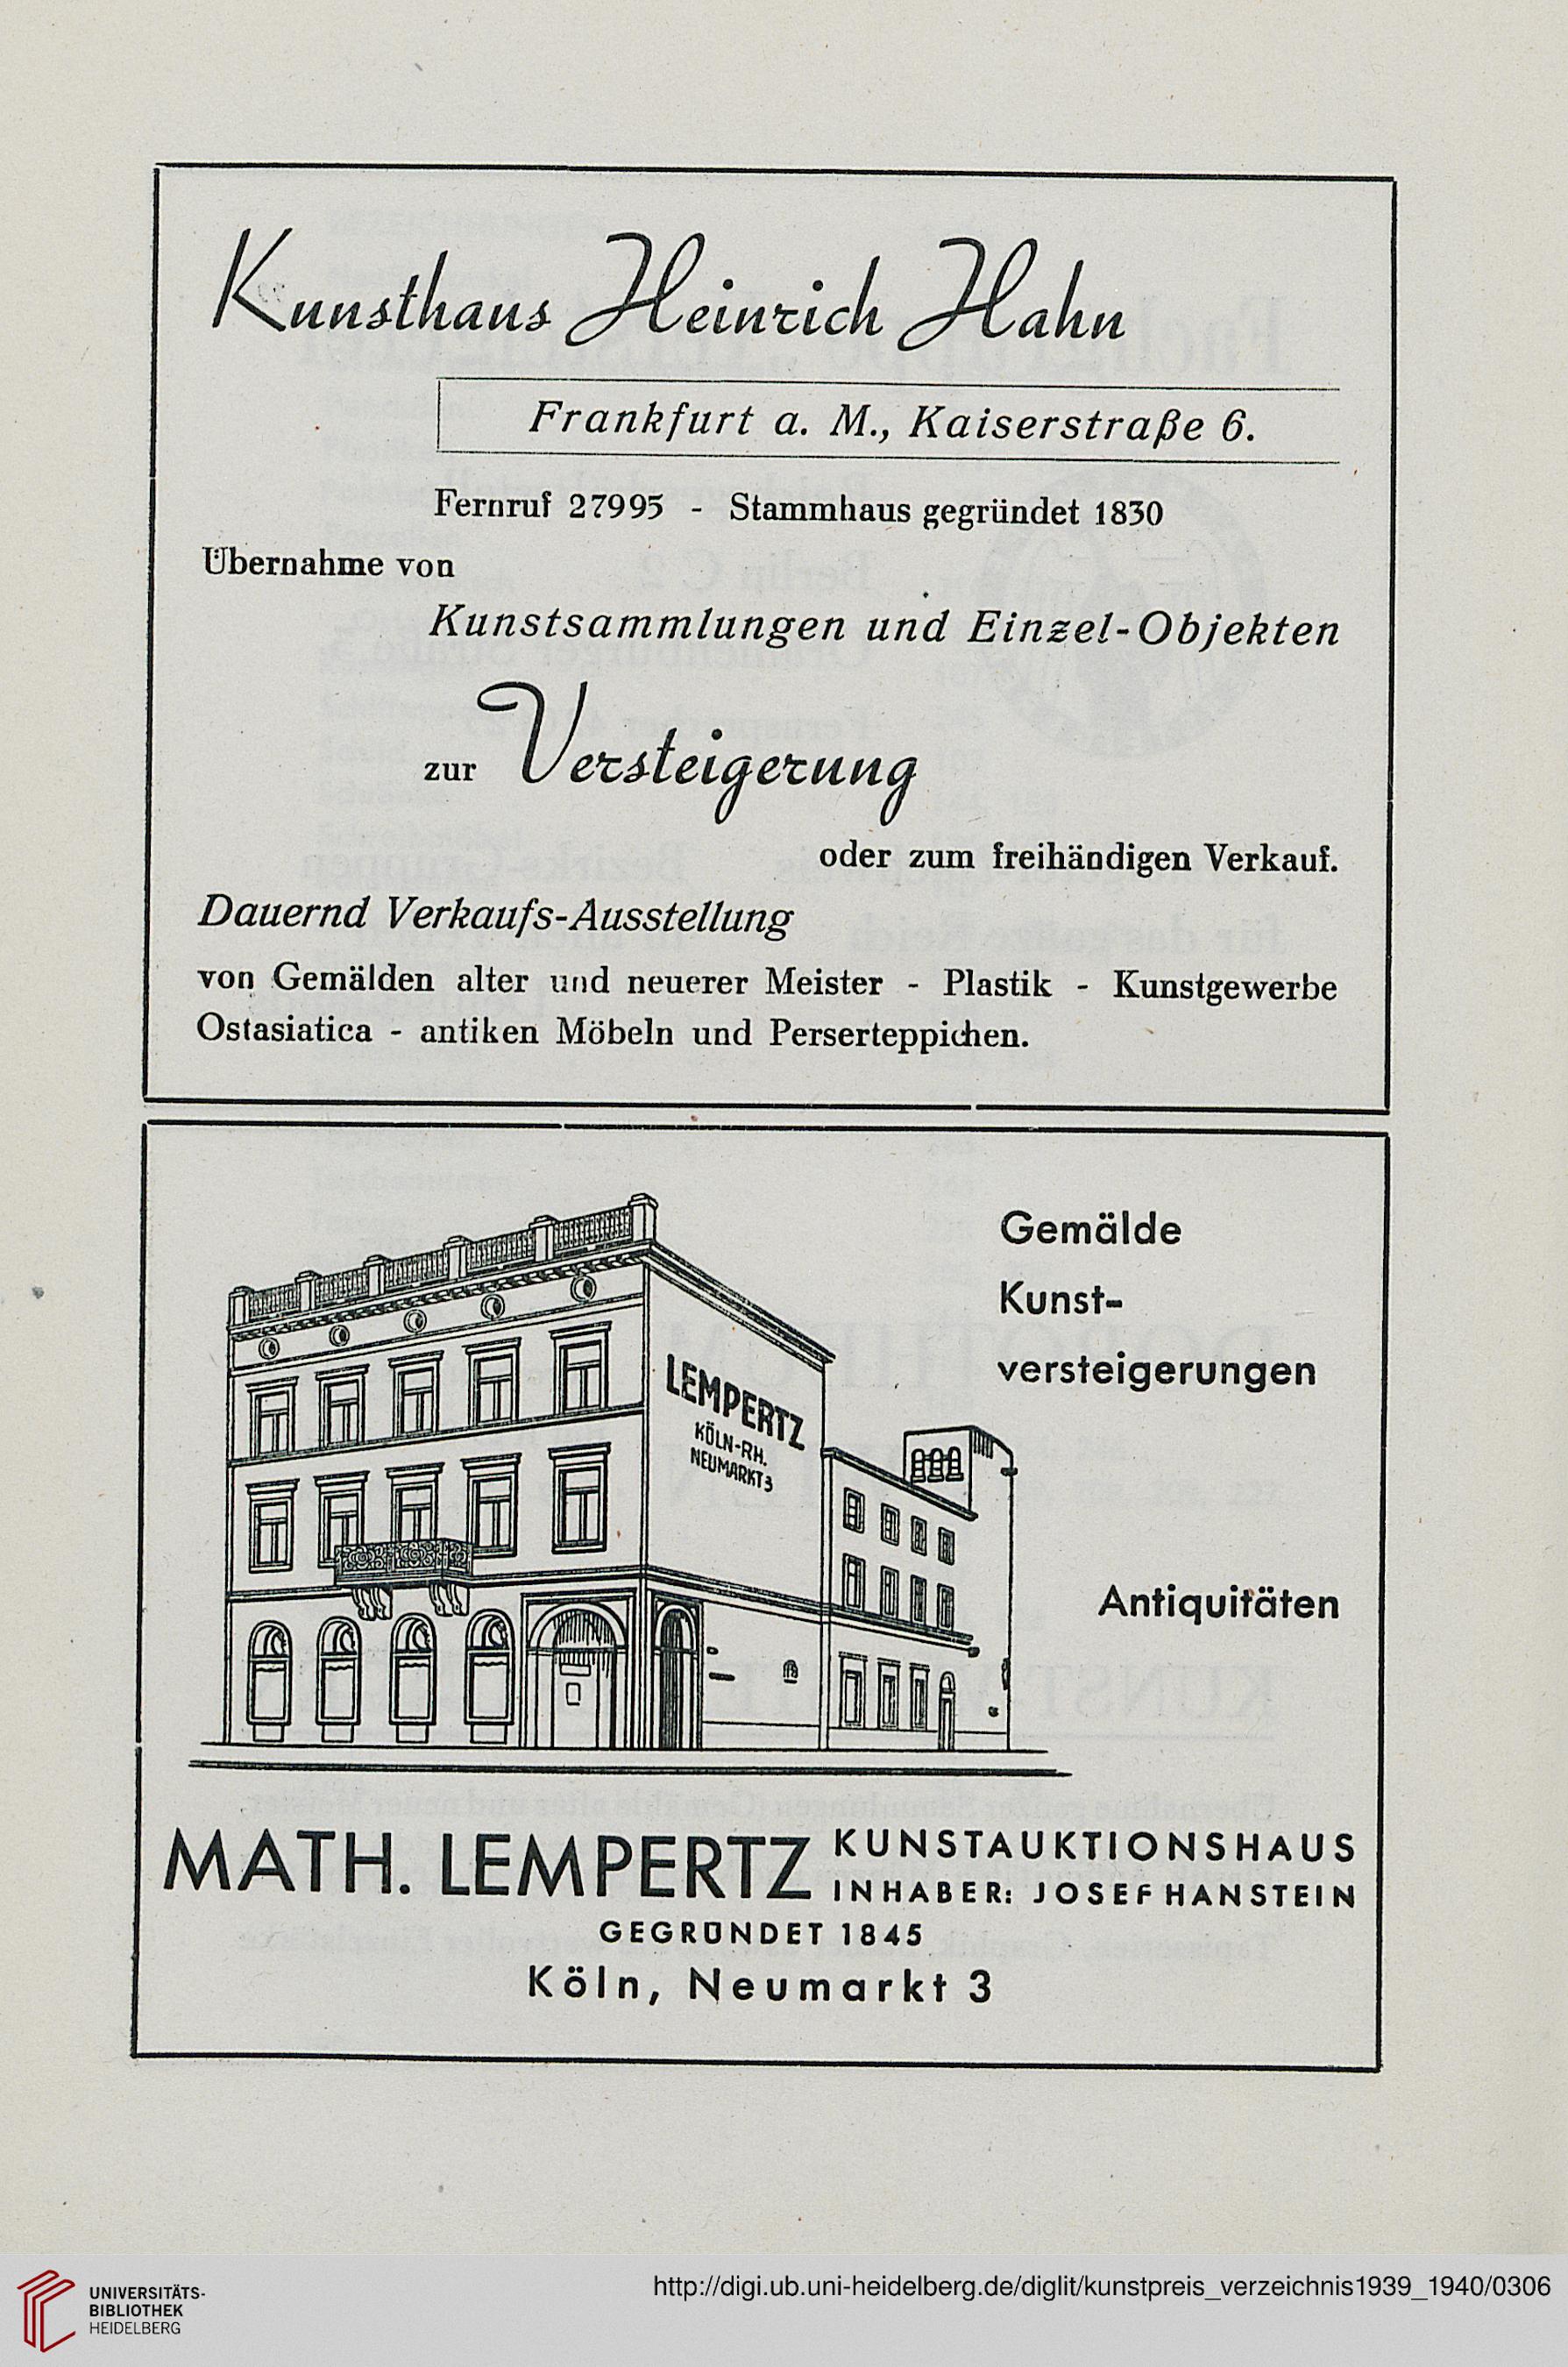 Kunsthaus Heinrich Hahn
Frankfurt a. M., Kaiserstraße 6.
Fernruf 27995 - Stammhaus gegründet 1830
Übernahme von
Kunstsammlungen und Einzel-Objekten
zur Versteigerung
oder zum freihändigen Verkauf.
Dauernd Verkaufs-Ausstellung
von Gemälden alter und neuerer Meister - Plastik - Kunstgewerbe
Ostasiatica - antiken Möbeln und Perserteppichen.
Gemälde
Kunst-
versteigerungen
LEMPERTZ
KÖLN-RH.
NEUMARKT 3
Antiquitäten
MATH. LEMPERTZ KUNSTAUKTIONSHAUS
INHABER: JOSEF HANSTEIN
GEGRÜNDET 1845
Köln, Neumarkt 3
UNIVERSITÄTS-
BIBLIOTHEK
HEIDELBERG
http://digi.ub.uni-heidelberg.de/diglit/kunstpreis_verzeichnis1939_1940/0306